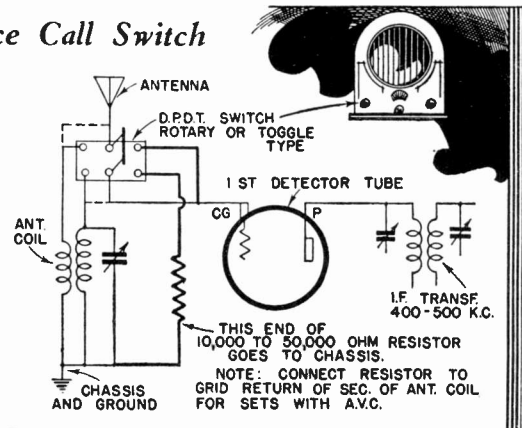 ce Call Switch
ANTENNA
D.P.D.T. SWITCH
ROTARY OR TOGGLE
TYPE
1 ST DETECTOR TUBE
CG
P
ANT.
COIL
I.F. TRANSF.
400-500 K.C.
THIS END OF
10,000 TO 50,000 OHM RESISTOR
GOES TO CHASSIS.
NOTE: CONNECT RESISTOR TO
GRID RETURN OF SEC. OF ANT. COIL
FOR SETS WITH A.V.C.
CHASSIS
AND GROUND